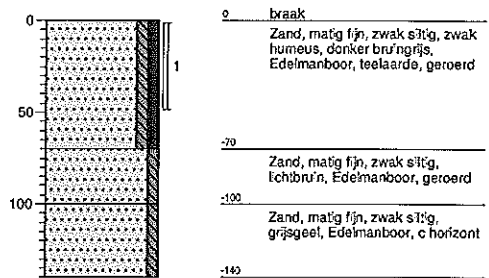 0
50
100
1
0 braak
Zand, matig fijn, zwak siltig, zwak
humeus, donker bruingrijs,
Edelmanboor, teelaarde, geroerd
-70
Zand, matig fijn, zwak siltig,
lichtbruin, Edelmanboor, geroerd
-100
Zand, matig fijn, zwak siltig,
grijsgeel, Edelmanboor, c horizont
-140